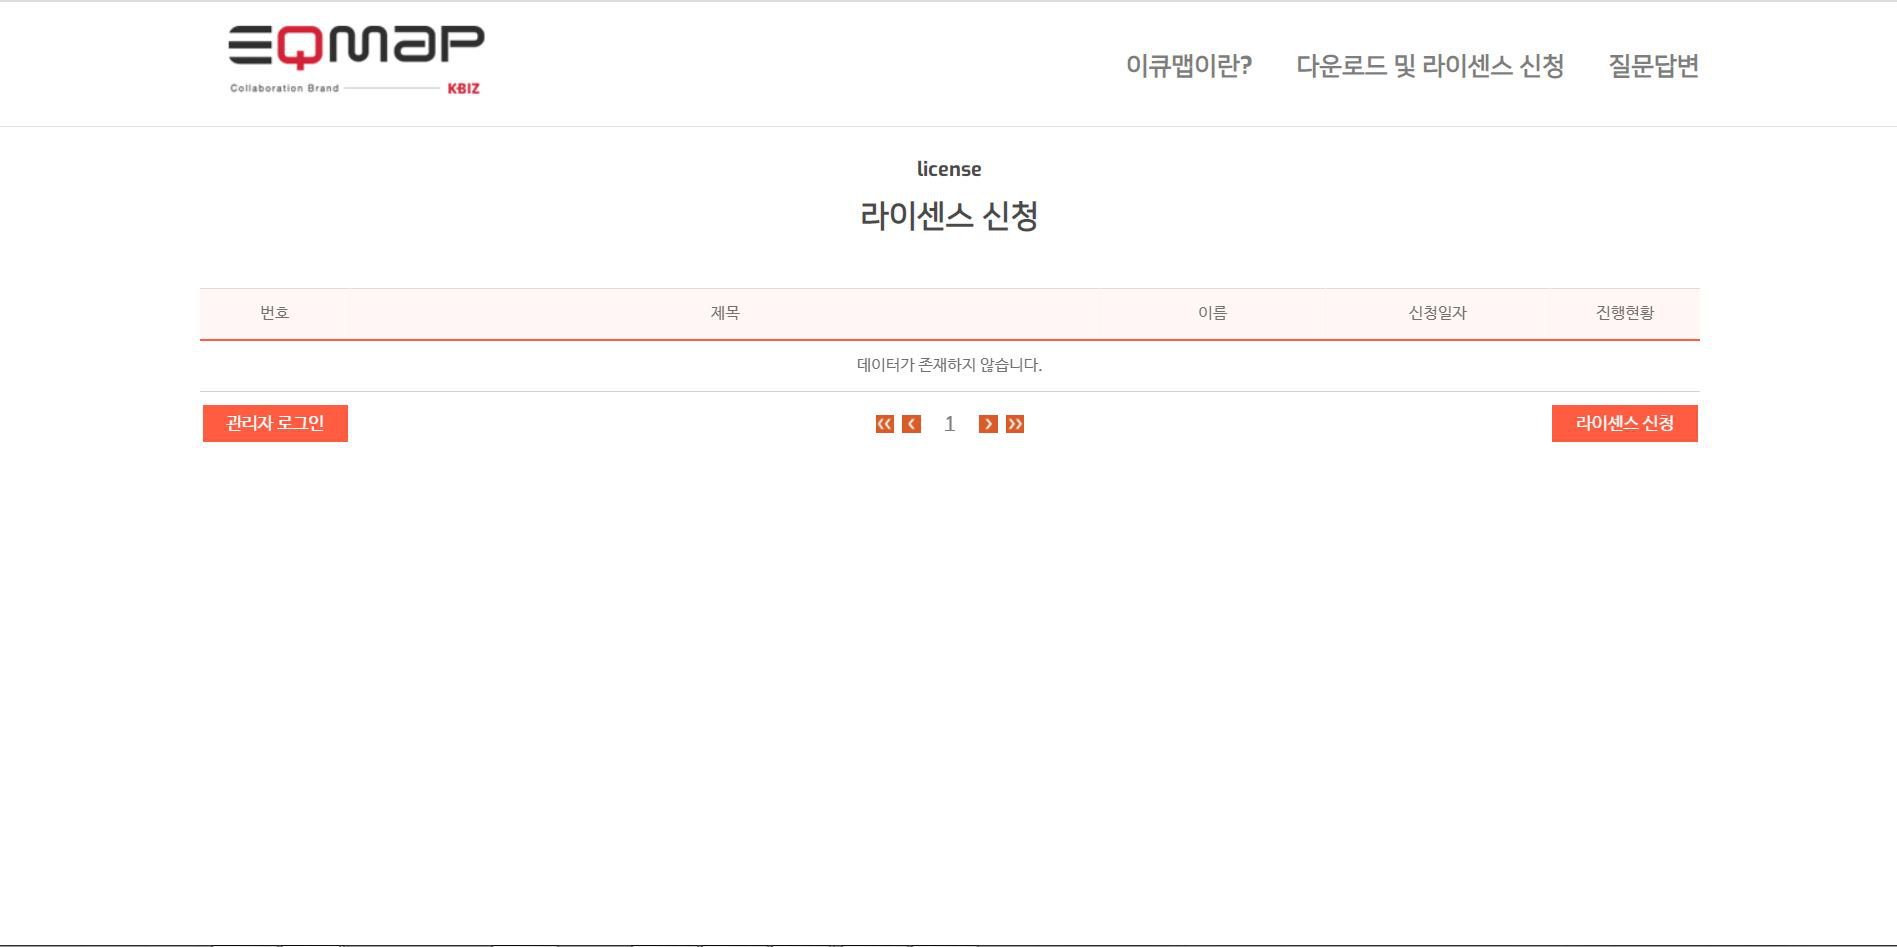 EQMAP
Collaboration Brand KBIZ
이큐맵이란? 다운로드 및 라이센스 신청 질문답변
license
라이센스 신청
번호 제목 이름 신청일자 진행현황
데이터가 존재하지 않습니다.
관리자 로그인 << < 1 > >> 라이센스 신청